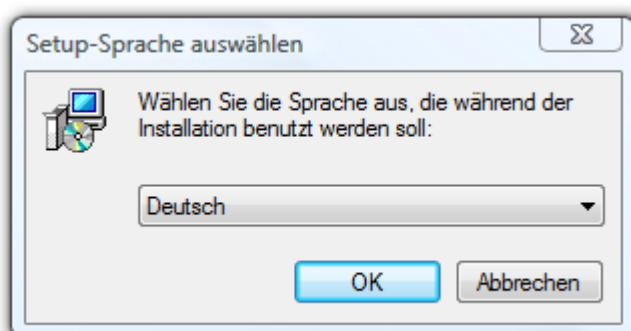 Setup-Sprache auswählen
Wählen Sie die Sprache aus, die während der
Installation benutzt werden soll:
Deutsch
OK
Abbrechen